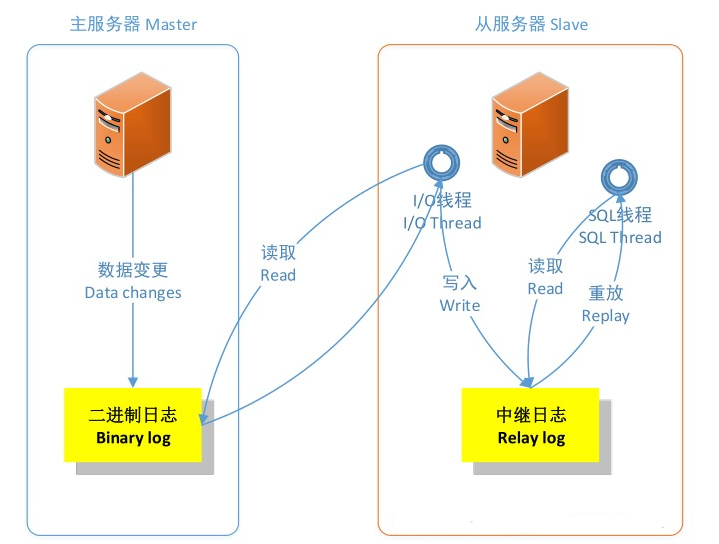 主服务器 Master
从服务器 Slave
I/O线程
I/O Thread
SQL线程
SQL Thread
数据变更
Data changes
读取
Read
写入
Write
读取
Read
重放
Replay
二进制日志
Binary log
中继日志
Relay log